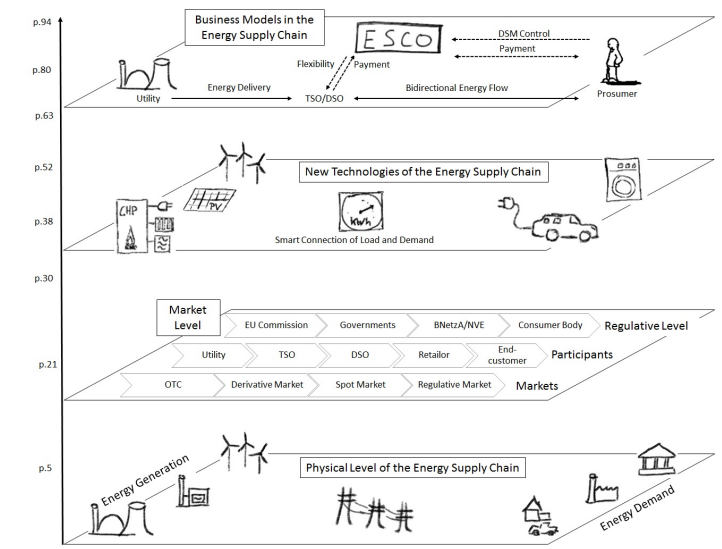 p.94
Business Models in the
Energy Supply Chain
ESCO
DSM Control
Payment
Flexibility
Payment
p.80
Energy Delivery
Bidirectional Energy Flow
Utility
TSO/DSO
Prosumer
p.63
p.52
New Technologies of the Energy Supply Chain
PV
CHP
kWh
p.38
Smart Connection of Load and Demand
p.30
Market
Level
EU Commission
Governments
BNetzA/NVE
Consumer Body
Regulative Level
Utility
TSO
DSO
Retailor
End-
customer
Participants
p.21
OTC
Derivative Market
Spot Market
Regulative Market
Markets
p.5
Energy Generation
Physical Level of the Energy Supply Chain
Energy Demand